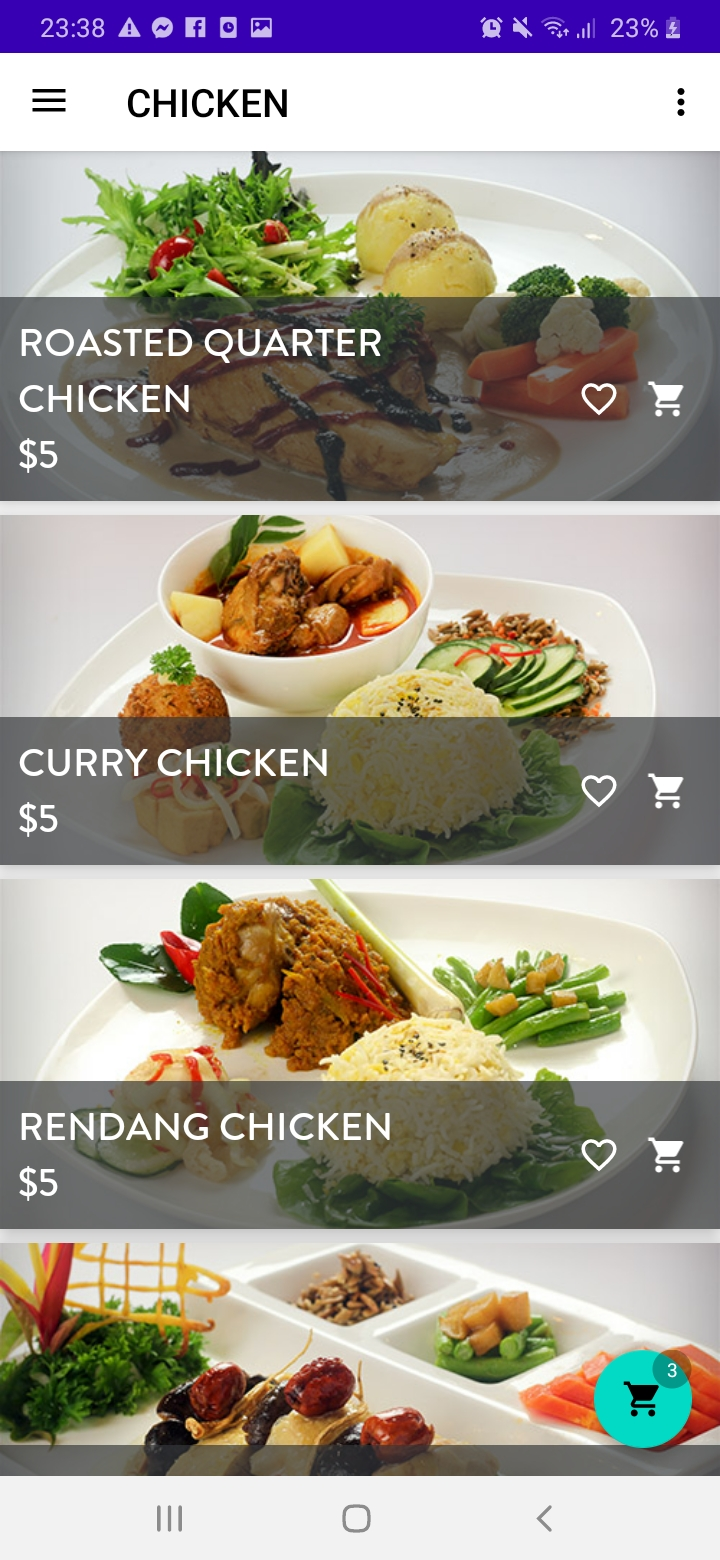 23:38
23%
CHICKEN
ROASTED QUARTER
CHICKEN
$5
CURRY CHICKEN
$5
RENDANG CHICKEN
$5
3